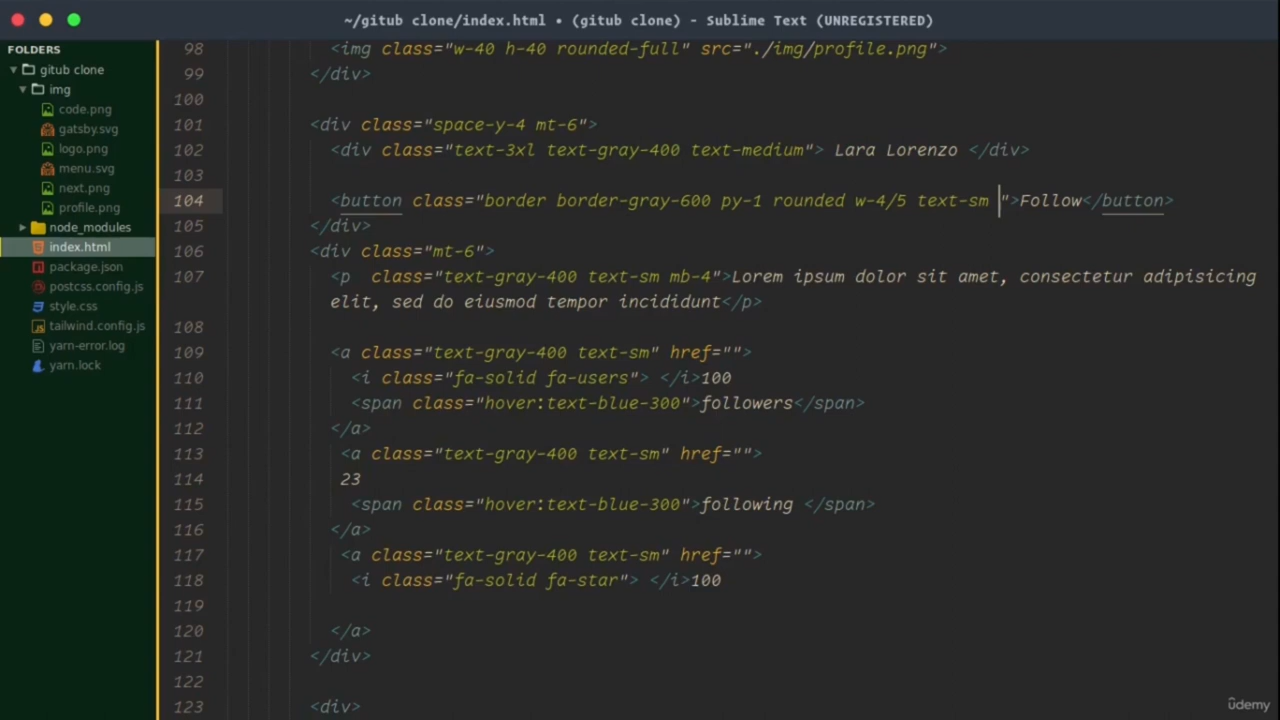 ~/gitub clone/index.html • (gitub clone) - Sublime Text (UNREGISTERED)
FOLDERS
gitub clone
img
code.png
gatsby.svg
logo.png
menu.svg
next.png
profile.png
node_modules
index.html
package.json
postcss.config.js
style.css
tailwind.config.js
yarn-error.log
yarn.lock
98 <img class="w-40 h-40 rounded-full" src="./img/profile.png">
99 </div>
100
101 <div class="space-y-4 mt-6">
102 <div class="text-3xl text-gray-400 text-medium"> Lara Lorenzo </div>
103
104 <button class="border border-gray-600 py-1 rounded w-4/5 text-sm ">Follow</button>
105 </div>
106 <div class="mt-6">
107 <p  class="text-gray-400 text-sm mb-4">Lorem ipsum dolor sit amet, consectetur adipisicing
elit, sed do eiusmod tempor incididunt</p>
108
109 <a class="text-gray-400 text-sm" href="">
110 <i class="fa-solid fa-users"> </i>100
111 <span class="hover:text-blue-300">followers</span>
112 </a>
113 <a class="text-gray-400 text-sm" href="">
114 23
115 <span class="hover:text-blue-300">following </span>
116 </a>
117 <a class="text-gray-400 text-sm" href="">
118 <i class="fa-solid fa-star"> </i>100
119
120 </a>
121 </div>
122
123 <div>
ûdemy